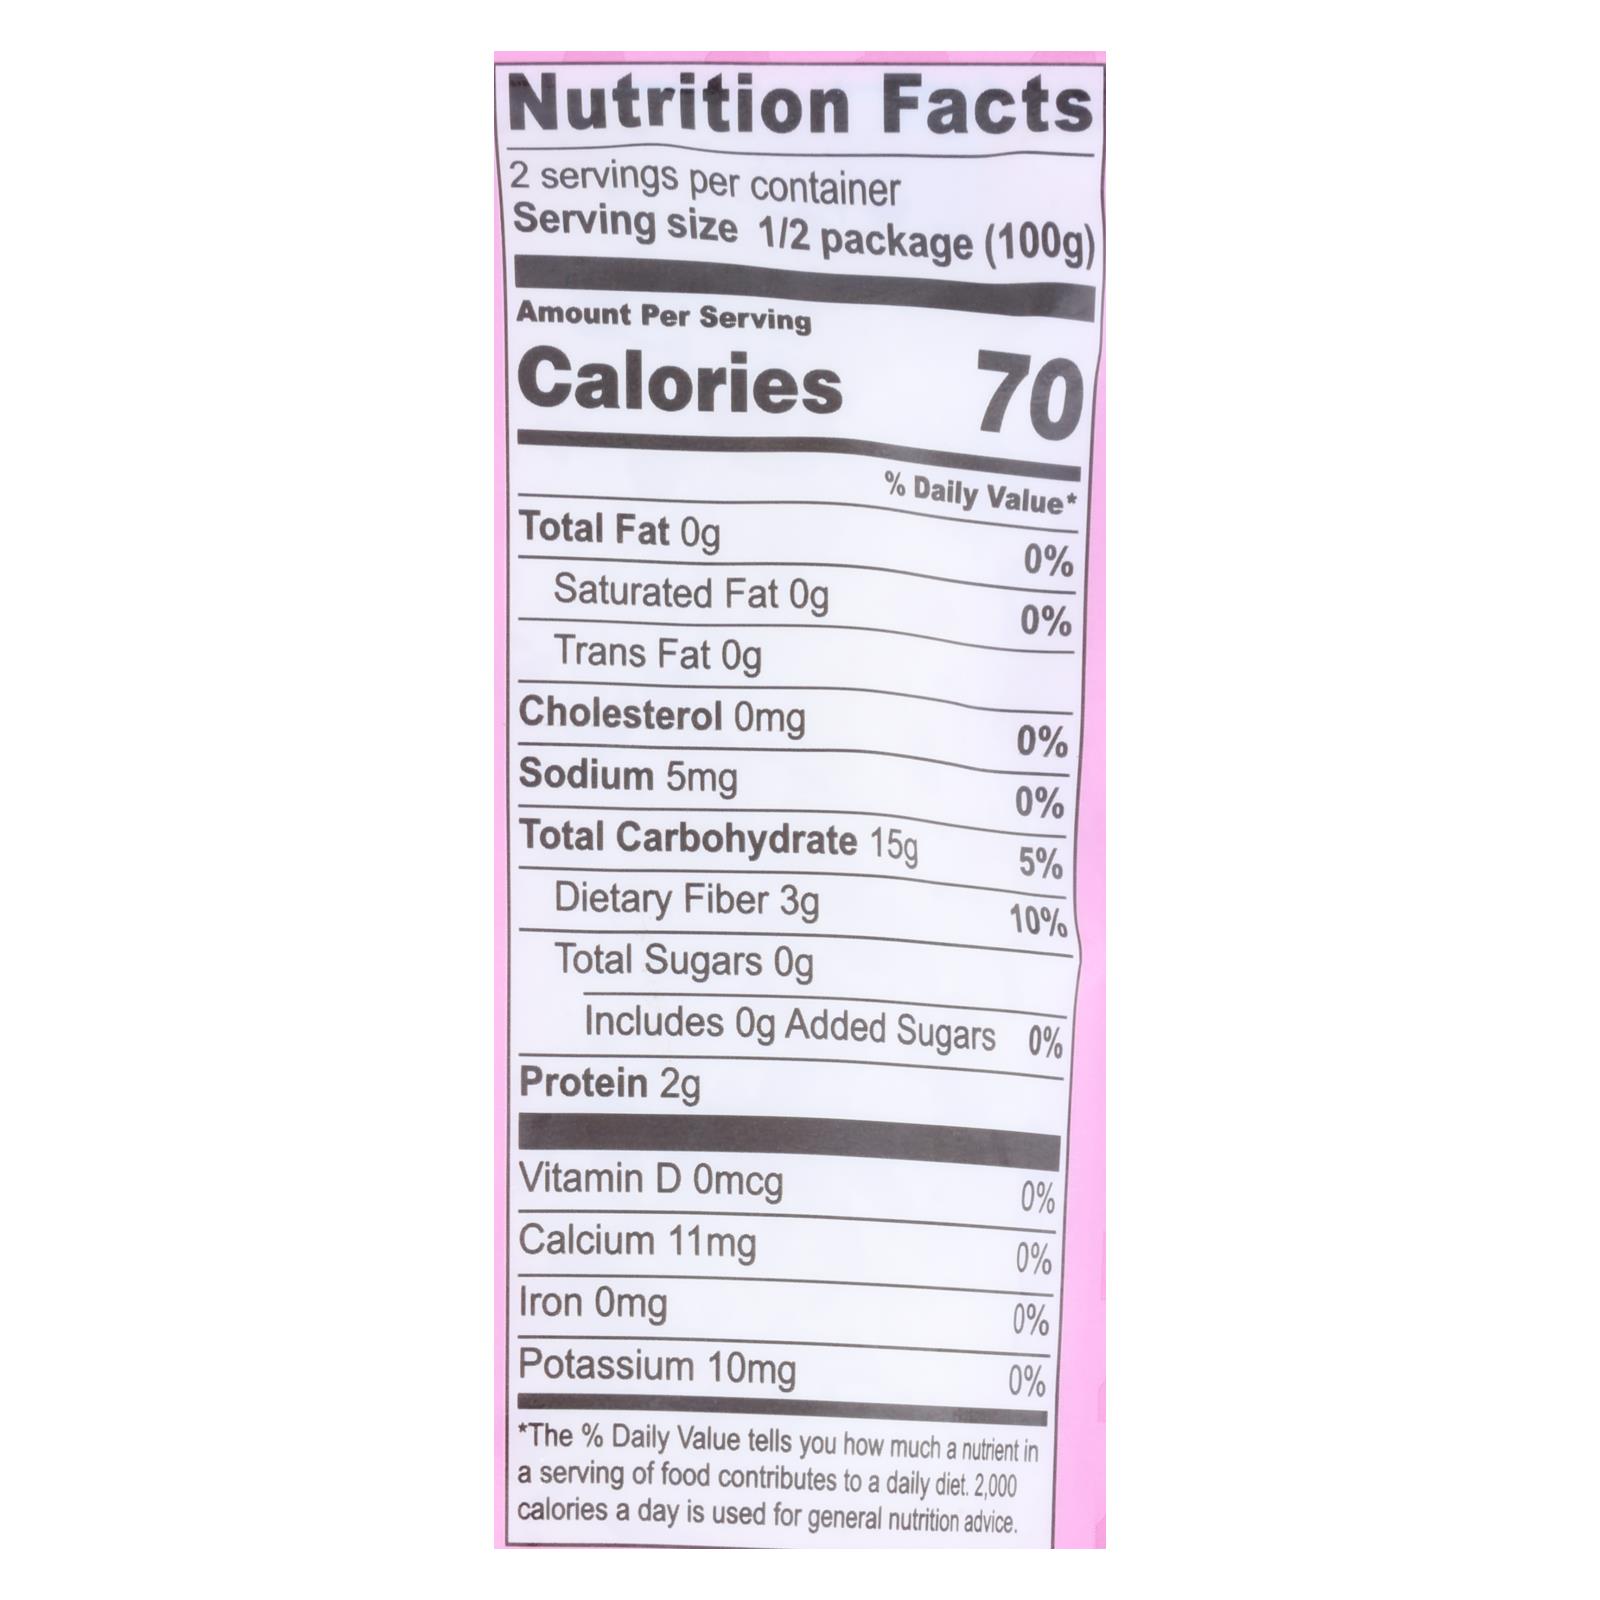 Nutrition Facts
2 servings per container
Serving size 1/2 package (100g)
Amount Per Serving
Calories 70
% Daily Value*
Total Fat 0g 0%
Saturated Fat 0g 0%
Trans Fat 0g
Cholesterol 0mg 0%
Sodium 5mg 0%
Total Carbohydrate 15g 5%
Dietary Fiber 3g 10%
Total Sugars 0g
Includes 0g Added Sugars 0%
Protein 2g
Vitamin D 0mcg 0%
Calcium 11mg 0%
Iron 0mg 0%
Potassium 10mg 0%
*The % Daily Value tells you how much a nutrient in
a serving of food contributes to a daily diet. 2,000
calories a day is used for general nutrition advice.